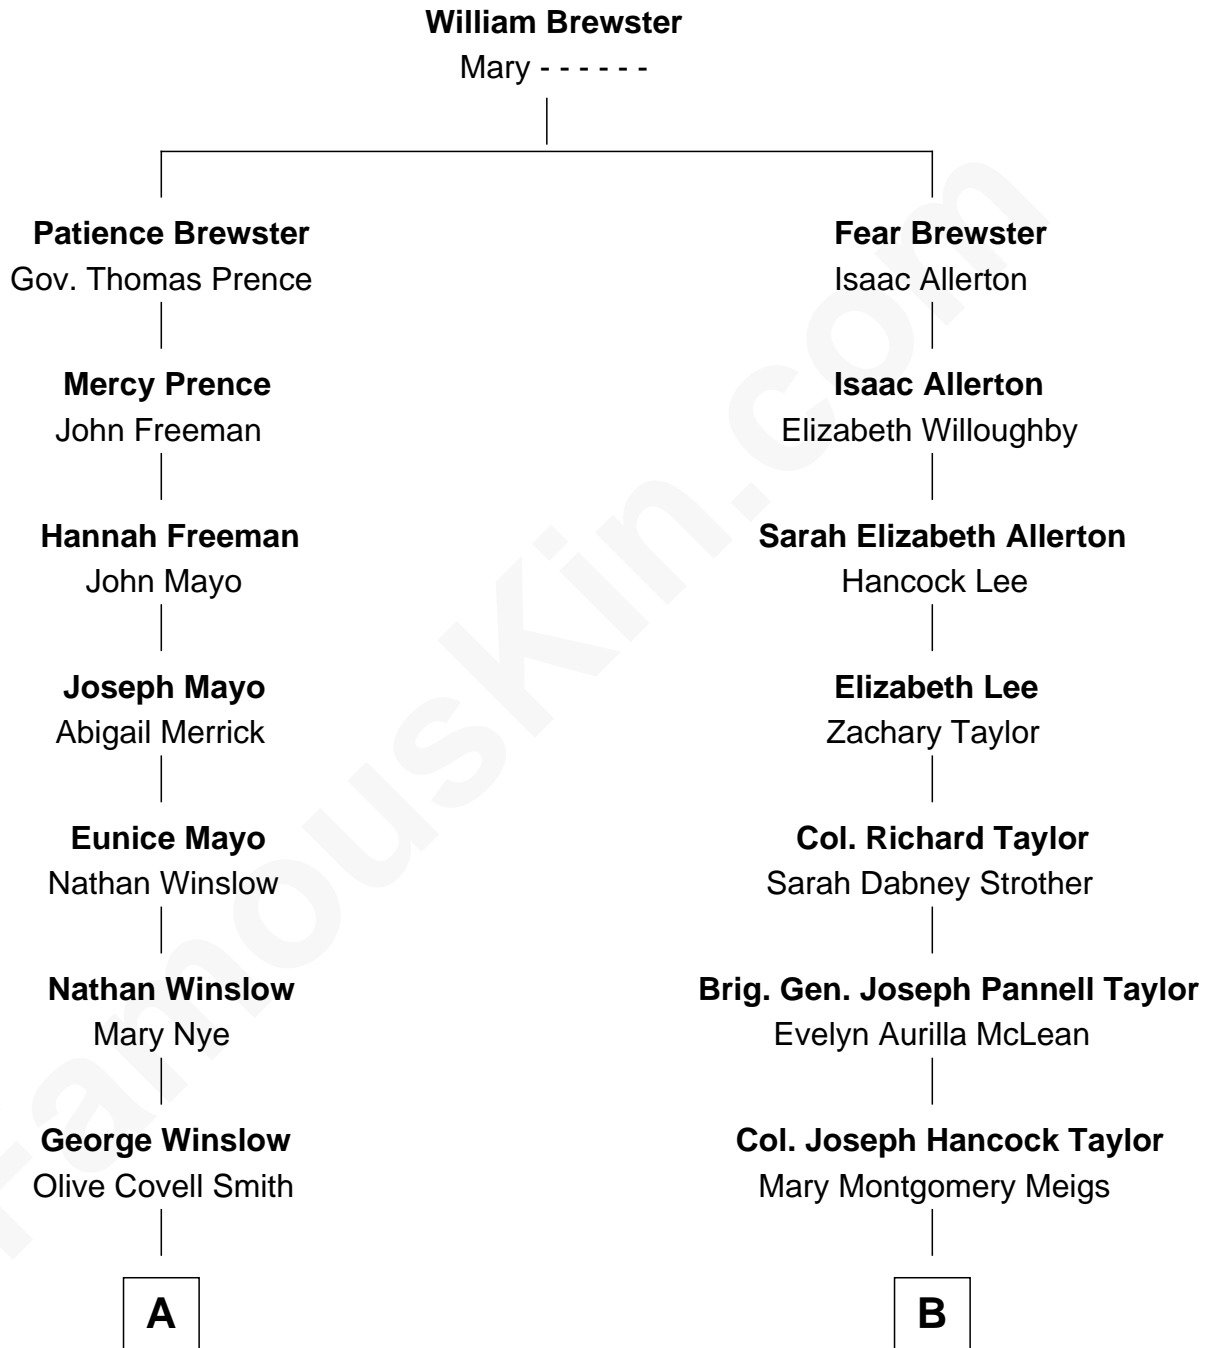 William Brewster
Mary - - - - - -
Patience Brewster
Gov. Thomas Prence
Fear Brewster
Isaac Allerton
Mercy Prence
John Freeman
Isaac Allerton
Elizabeth Willoughby
Hannah Freeman
John Mayo
Sarah Elizabeth Allerton
Hancock Lee
Joseph Mayo
Abigail Merrick
Elizabeth Lee
Zachary Taylor
Eunice Mayo
Nathan Winslow
Col. Richard Taylor
Sarah Dabney Strother
Nathan Winslow
Mary Nye
Brig. Gen. Joseph Pannell Taylor
Evelyn Aurilla McLean
George Winslow
Olive Covell Smith
Col. Joseph Hancock Taylor
Mary Montgomery Meigs
A
B
FamousKin.com